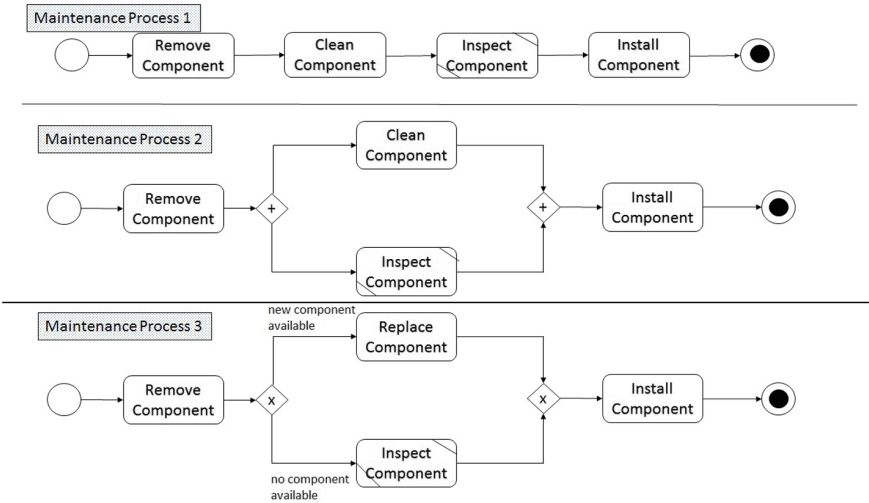 Maintenance Process 1
Remove
Component
Clean
Component
Inspect
Component
Install
Component
Maintenance Process 2
Remove
Component
+
Clean
Component
Inspect
Component
+
Install
Component
Maintenance Process 3
Remove
Component
x
new component
available
Replace
Component
no component
available
Inspect
Component
x
Install
Component